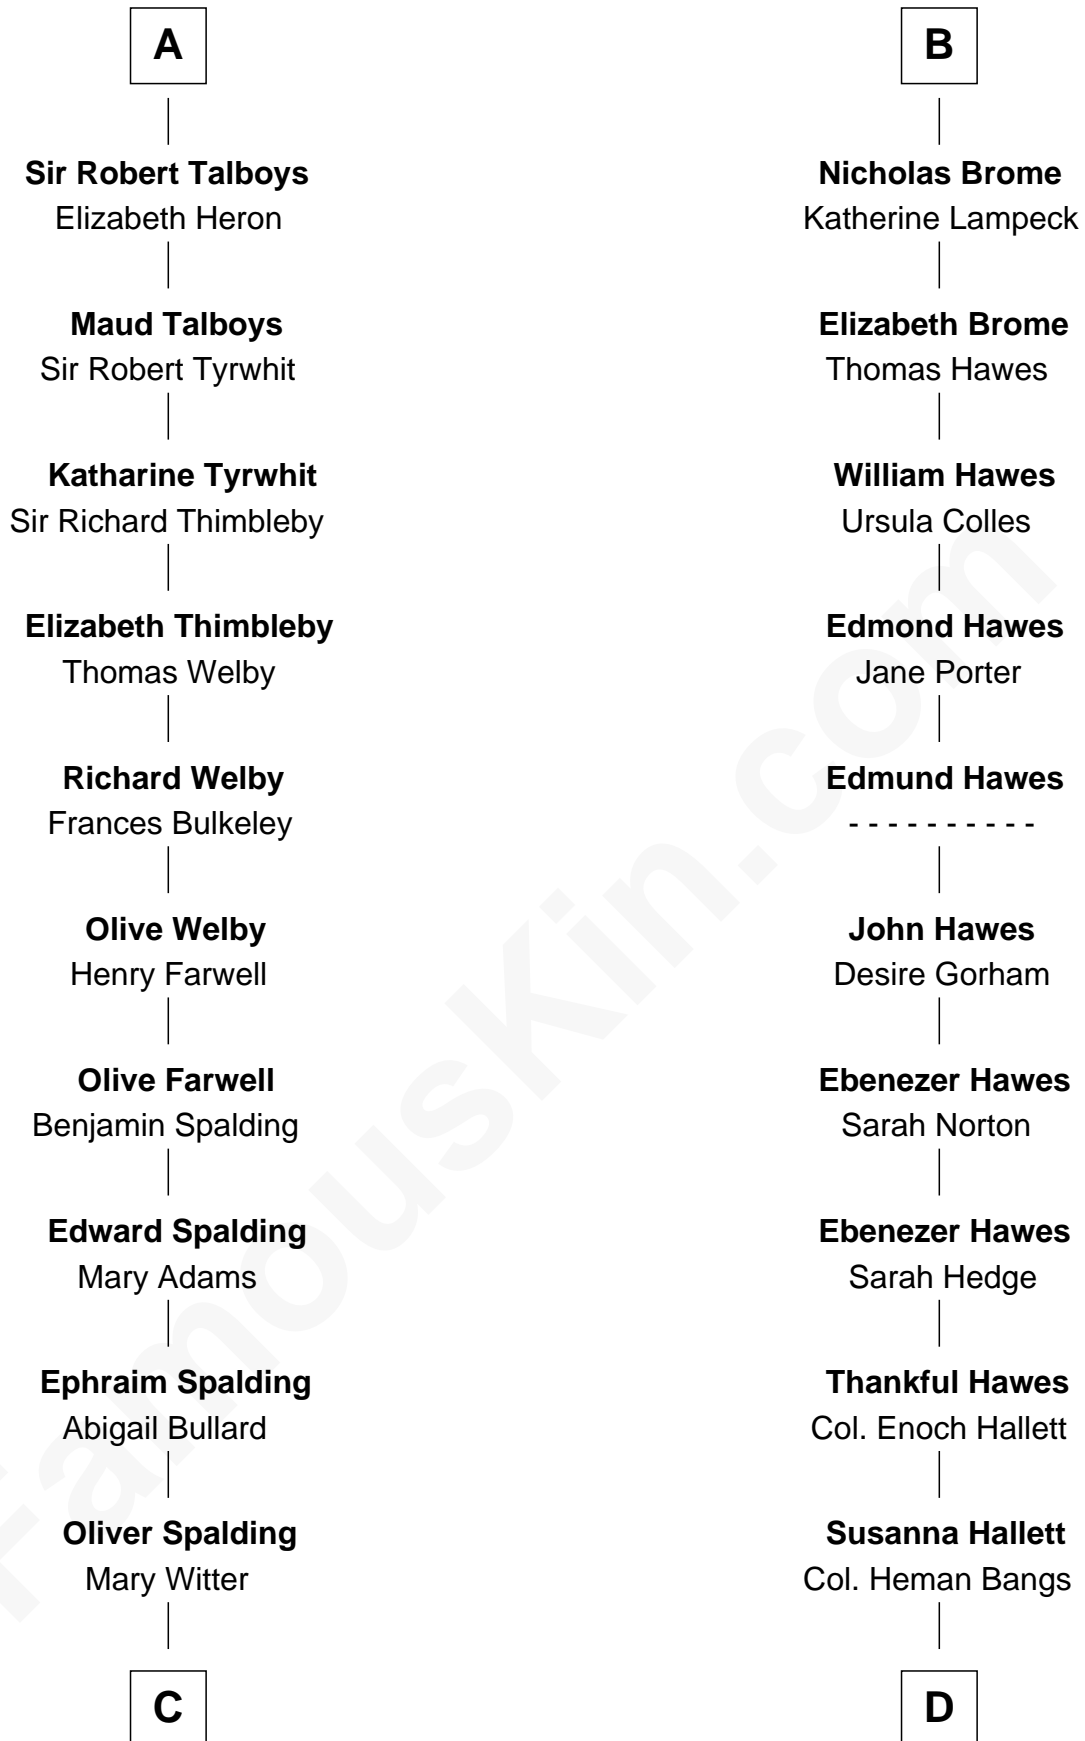 A
Sir Robert Talboys
Elizabeth Heron
Maud Talboys
Sir Robert Tyrwhit
Katharine Tyrwhit
Sir Richard Thimbleby
Elizabeth Thimbleby
Thomas Welby
Richard Welby
Frances Bulkeley
Olive Welby
Henry Farwell
Olive Farwell
Benjamin Spalding
Edward Spalding
Mary Adams
Ephraim Spalding
Abigail Bullard
Oliver Spalding
Mary Witter
C
B
Nicholas Brome
Katherine Lampeck
Elizabeth Brome
Thomas Hawes
William Hawes
Ursula Colles
Edmond Hawes
Jane Porter
Edmund Hawes
- - - - - - - - - -
John Hawes
Desire Gorham
Ebenezer Hawes
Sarah Norton
Ebenezer Hawes
Sarah Hedge
Thankful Hawes
Col. Enoch Hallett
Susanna Hallett
Col. Heman Bangs
D
FamousKin.com